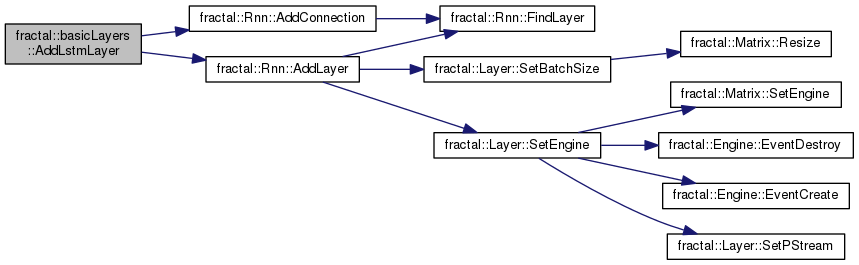 fractal::basicLayers
::AddLstmLayer
fractal::Rnn::AddConnection
fractal::Rnn::FindLayer
fractal::Rnn::AddLayer
fractal::Layer::SetBatchSize
fractal::Matrix::Resize
fractal::Layer::SetEngine
fractal::Matrix::SetEngine
fractal::Engine::EventDestroy
fractal::Engine::EventCreate
fractal::Layer::SetPStream